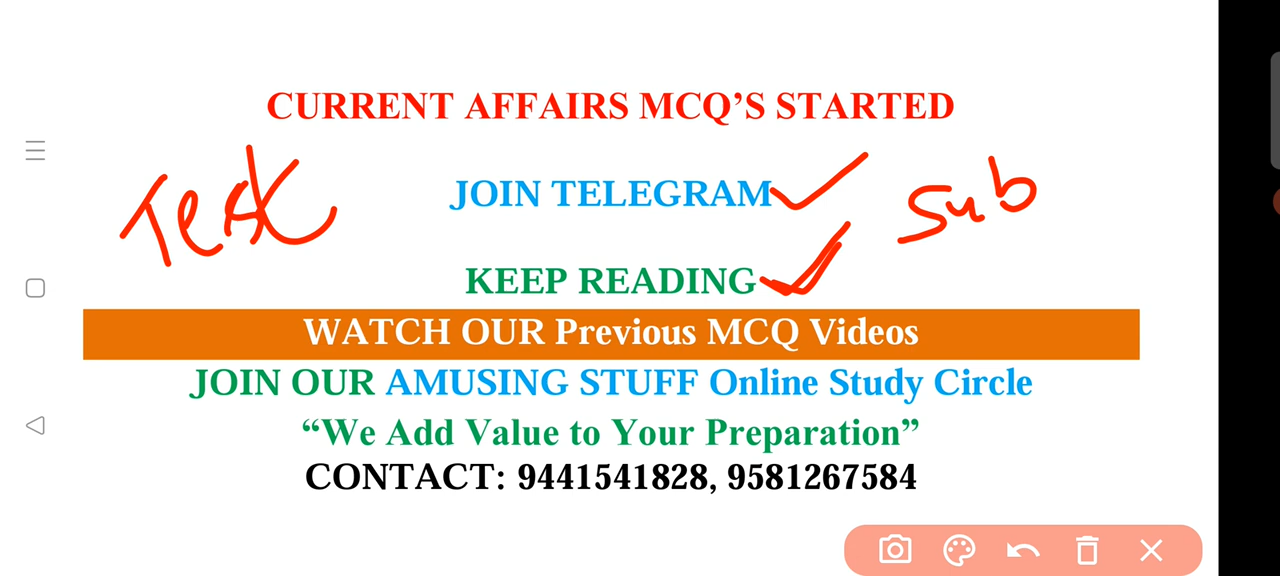 CURRENT AFFAIRS MCQ’S STARTED
JOIN TELEGRAM
Sub
KEEP READING
WATCH OUR Previous MCQ Videos
JOIN OUR AMUSING STUFF Online Study Circle
“We Add Value to Your Preparation”
CONTACT: 9441541828, 9581267584